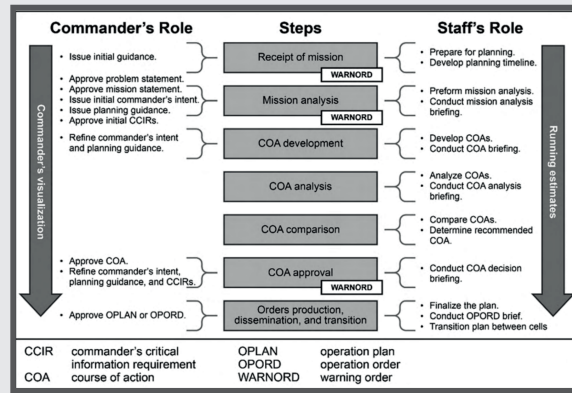 Commander's Role
Steps
Staff's Role
Commander's visualization
• Issue initial guidance.
Receipt of mission
WARNORD
• Prepare for planning.
• Develop planning timeline.
• Approve problem statement.
• Approve mission statement.
• Issue initial commander's intent.
• Issue planning guidance.
• Approve initial CCIRs.
Mission analysis
WARNORD
• Preform mission analysis.
• Conduct mission analysis
briefing.
• Refine commander's intent
and planning guidance.
COA development
• Develop COAs.
• Conduct COA briefing.
COA analysis
• Analyze COAs.
• Conduct COA analysis
briefing.
COA comparison
• Compare COAs.
• Determine recommended
COA.
• Approve COA.
• Refine commander's intent,
planning guidance, and CCIRs.
COA approval
WARNORD
• Conduct COA decision
briefing.
• Approve OPLAN or OPORD.
Orders production,
dissemination, and transition
• Finalize the plan.
• Conduct OPORD brief.
• Transition plan between cells
Running estimates
CCIR commander's critical
information requirement
COA course of action
OPLAN operation plan
OPORD operation order
WARNORD warning order